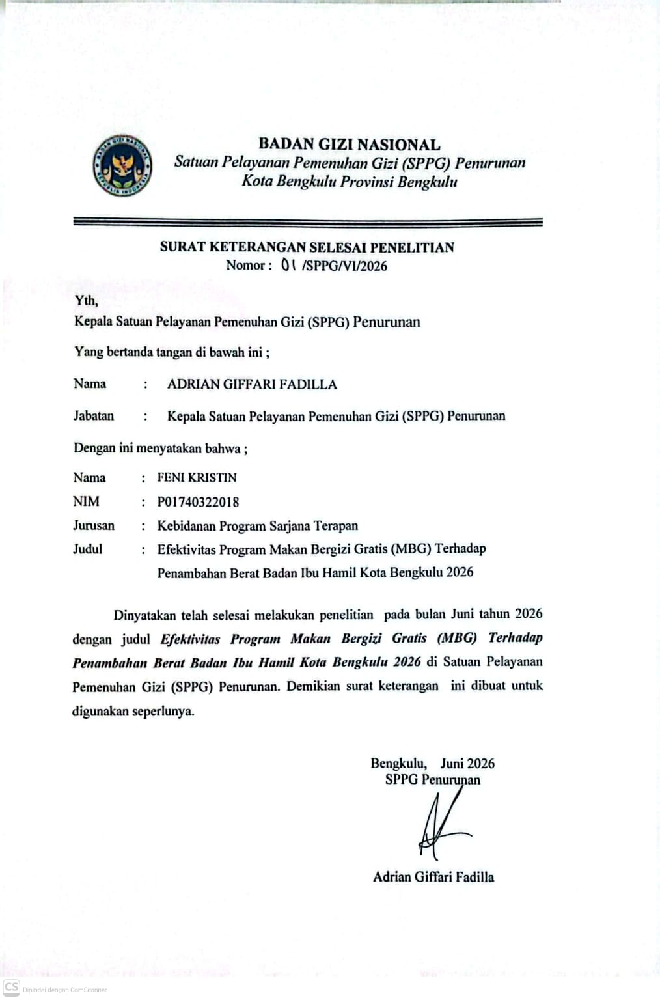 BADAN GIZI NASIONAL
REPUBLIK INDONESIA
BADAN GIZI NASIONAL
Satuan Pelayanan Pemenuhan Gizi (SPPG) Penurunan
Kota Bengkulu Provinsi Bengkulu
SURAT KETERANGAN SELESAI PENELITIAN
Nomor : 01 /SPPG/VI/2026
Yth,
Kepala Satuan Pelayanan Pemenuhan Gizi (SPPG) Penurunan
Yang bertanda tangan di bawah ini ;
Nama : ADRIAN GIFFARI FADILLA
Jabatan : Kepala Satuan Pelayanan Pemenuhan Gizi (SPPG) Penurunan
Dengan ini menyatakan bahwa ;
Nama : FENI KRISTIN
NIM : P01740322018
Jurusan : Kebidanan Program Sarjana Terapan
Judul : Efektivitas Program Makan Bergizi Gratis (MBG) Terhadap
Penambahan Berat Badan Ibu Hamil Kota Bengkulu 2026
Dinyatakan telah selesai melakukan penelitian pada bulan Juni tahun 2026
dengan judul Efektivitas Program Makan Bergizi Gratis (MBG) Terhadap
Penambahan Berat Badan Ibu Hamil Kota Bengkulu 2026 di Satuan Pelayanan
Pemenuhan Gizi (SPPG) Penurunan. Demikian surat keterangan ini dibuat untuk
digunakan seperlunya.
Bengkulu, Juni 2026
SPPG Penurunan
Adrian Giffari Fadilla
CS Dipindai dengan CamScanner